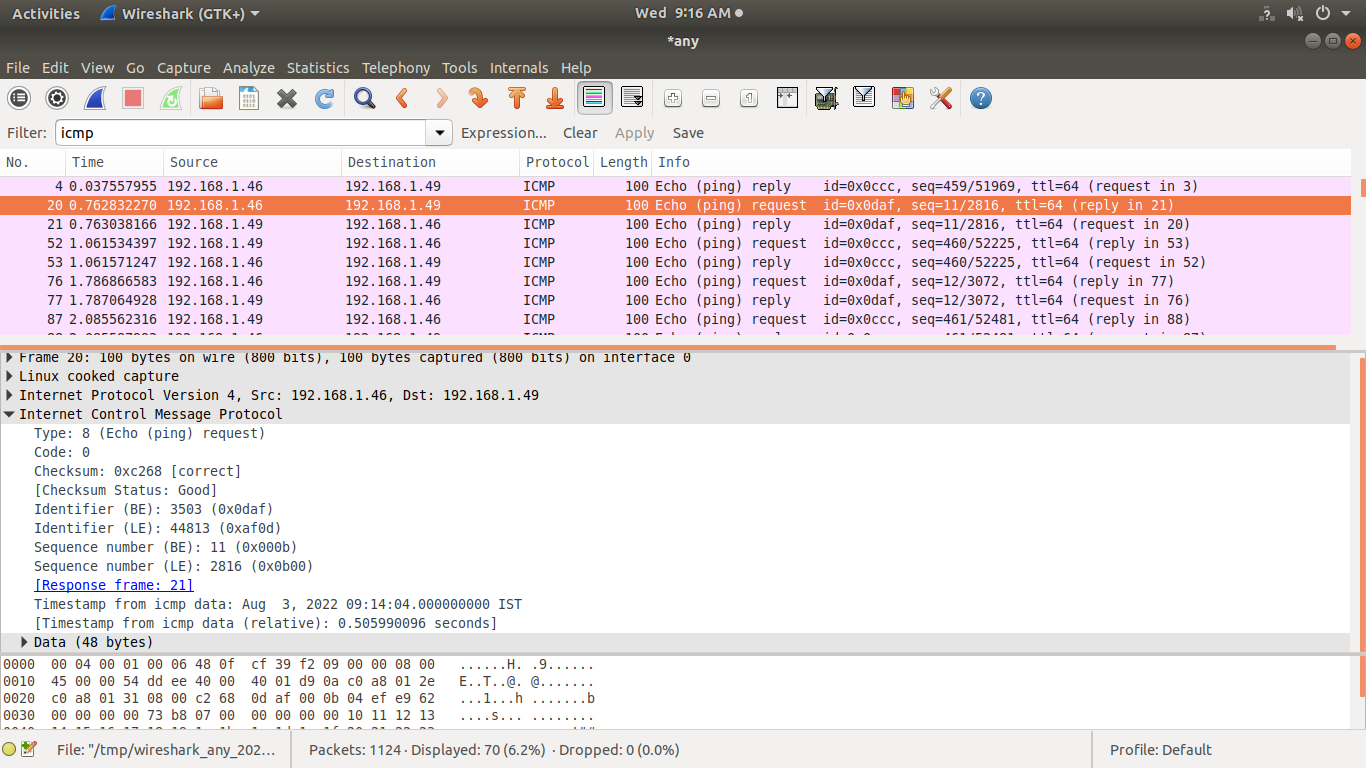 Activities Wireshark (GTK+) Wed 9:16 AM
*any
File Edit View Go Capture Analyze Statistics Telephony Tools Internals Help
Filter: icmp Expression... Clear Apply Save
No. Time Source Destination Protocol Length Info
4 0.037557955 192.168.1.46 192.168.1.49 ICMP 100 Echo (ping) reply id=0x0ccc, seq=459/51969, ttl=64 (request in 3)
20 0.762832270 192.168.1.46 192.168.1.49 ICMP 100 Echo (ping) request id=0x0daf, seq=11/2816, ttl=64 (reply in 21)
21 0.763038166 192.168.1.49 192.168.1.46 ICMP 100 Echo (ping) reply id=0x0daf, seq=11/2816, ttl=64 (request in 20)
52 1.061534397 192.168.1.49 192.168.1.46 ICMP 100 Echo (ping) request id=0x0ccc, seq=460/52225, ttl=64 (reply in 53)
53 1.061571247 192.168.1.46 192.168.1.49 ICMP 100 Echo (ping) reply id=0x0ccc, seq=460/52225, ttl=64 (request in 52)
76 1.786866583 192.168.1.46 192.168.1.49 ICMP 100 Echo (ping) request id=0x0daf, seq=12/3072, ttl=64 (reply in 77)
77 1.787064928 192.168.1.49 192.168.1.46 ICMP 100 Echo (ping) reply id=0x0daf, seq=12/3072, ttl=64 (request in 76)
87 2.085562316 192.168.1.49 192.168.1.46 ICMP 100 Echo (ping) request id=0x0ccc, seq=461/52481, ttl=64 (reply in 88)
Frame 20: 100 bytes on wire (800 bits), 100 bytes captured (800 bits) on interface 0
Linux cooked capture
Internet Protocol Version 4, Src: 192.168.1.46, Dst: 192.168.1.49
Internet Control Message Protocol
Type: 8 (Echo (ping) request)
Code: 0
Checksum: 0xc268 [correct]
[Checksum Status: Good]
Identifier (BE): 3503 (0x0daf)
Identifier (LE): 44813 (0xaf0d)
Sequence number (BE): 11 (0x000b)
Sequence number (LE): 2816 (0x0b00)
[Response frame: 21]
Timestamp from icmp data: Aug  3, 2022 09:14:04.000000000 IST
[Timestamp from icmp data (relative): 0.505990096 seconds]
Data (48 bytes)
0000 00 04 00 01 00 06 48 0f cf 39 f2 09 00 00 08 00 ......H. .9......
0010 45 00 00 54 dd ee 40 00 40 01 d9 0a c0 a8 01 2e E..T..@. @.......
0020 c0 a8 01 31 08 00 c2 68 0d af 00 0b 04 ef e9 62 ...1...h .......b
0030 00 00 00 00 73 b8 07 00 00 00 00 00 10 11 12 13 ....s... ........
File: "/tmp/wireshark_any_202... Packets: 1124 · Displayed: 70 (6.2%) · Dropped: 0 (0.0%) Profile: Default